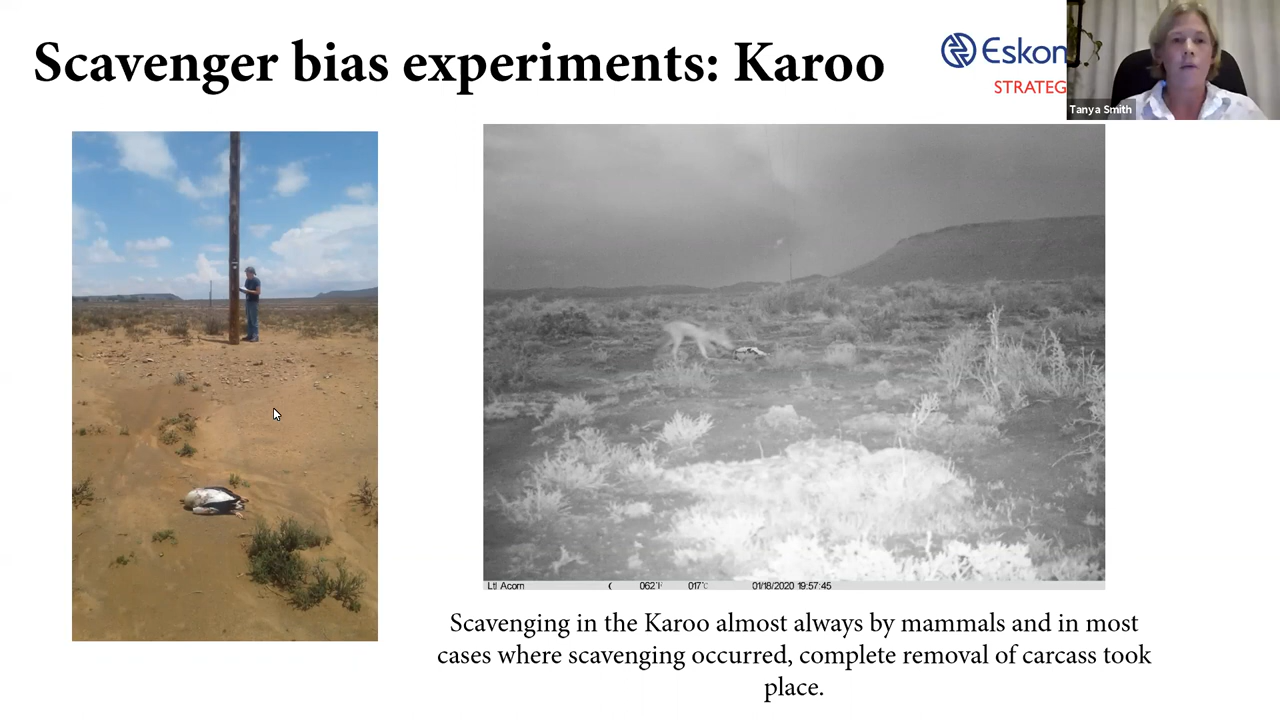 Scavenger bias experiments: Karoo
Eskom
STRATEG
Tanya Smith
Ltl Acorn 062°F 017°C 01/18/2020 19:57:45
Scavenging in the Karoo almost always by mammals and in most
cases where scavenging occurred, complete removal of carcass took
place.